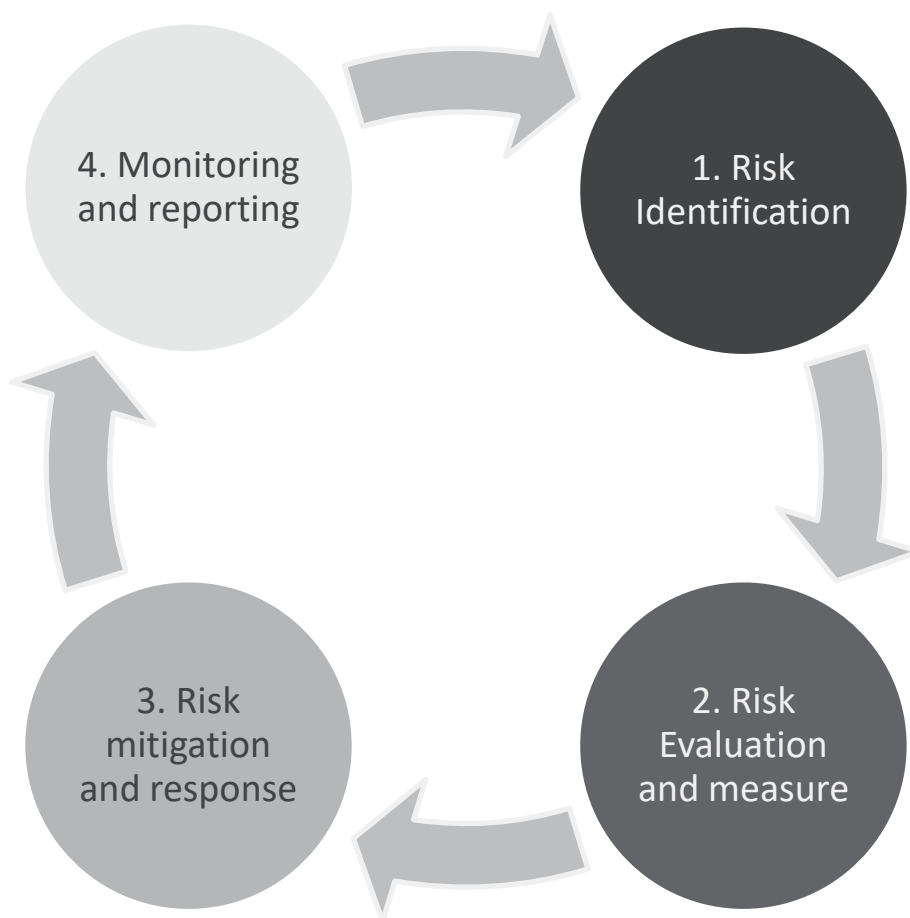 4. Monitoring
and reporting
1. Risk
Identification
3. Risk
mitigation
and response
2. Risk
Evaluation
and measure